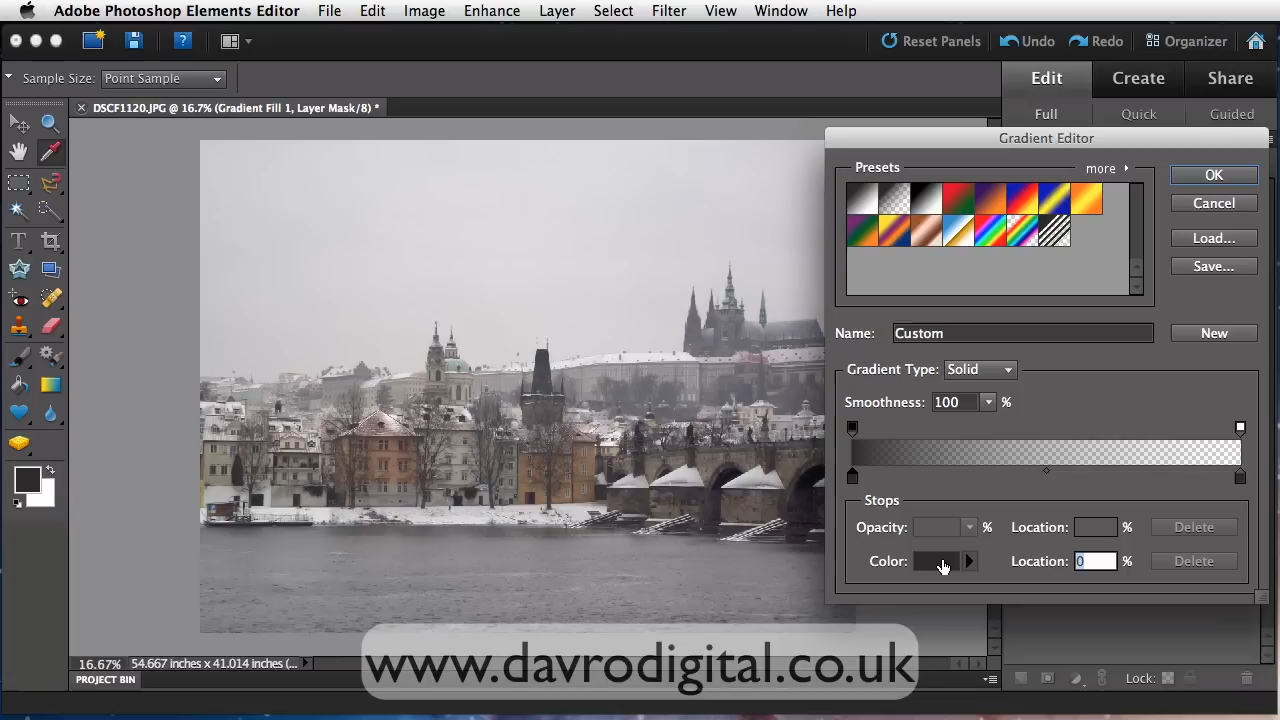 Adobe Photoshop Elements Editor File Edit Image Enhance Layer Select Filter View Window Help
Reset Panels Undo Redo Organizer
Sample Size: Point Sample
Edit Create Share
DSCF1120.JPG @ 16.7% (Gradient Fill 1, Layer Mask/8) *
Full Quick Guided
Gradient Editor
Presets more
OK
Cancel
Load...
Save...
Name: Custom New
Gradient Type: Solid
Smoothness: 100 %
Stops
Opacity: % Location: % Delete
Color: Location: 0 % Delete
16.67% 54.667 inches x 41.014 inches (...
PROJECT BIN
Lock:
www.davrodigital.co.uk